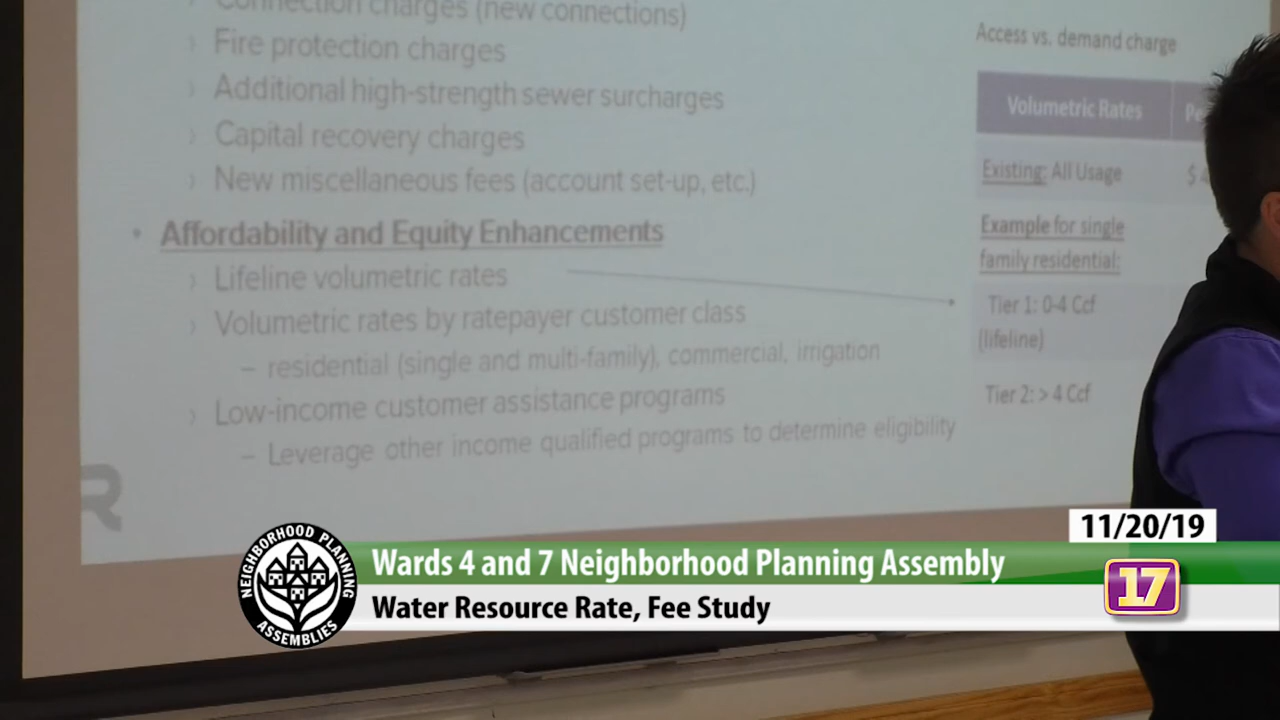 Connection charges (new connections)
Fire protection charges
Additional high-strength sewer surcharges
Capital recovery charges
New miscellaneous fees (account set-up, etc.)
• Affordability and Equity Enhancements
Lifeline volumetric rates
Volumetric rates by ratepayer customer class
– residential (single and multi-family), commercial, irrigation
Low-income customer assistance programs
– Leverage other income qualified programs to determine eligibility
Access vs. demand charge
Volumetric Rates
Existing: All Usage $
Example for single
family residential:
Tier 1: 0-4 Ccf
(lifeline)
Tier 2: > 4 Ccf
R
11/20/19
NEIGHBORHOOD PLANNING
ASSEMBLIES
Wards 4 and 7 Neighborhood Planning Assembly
Water Resource Rate, Fee Study
17